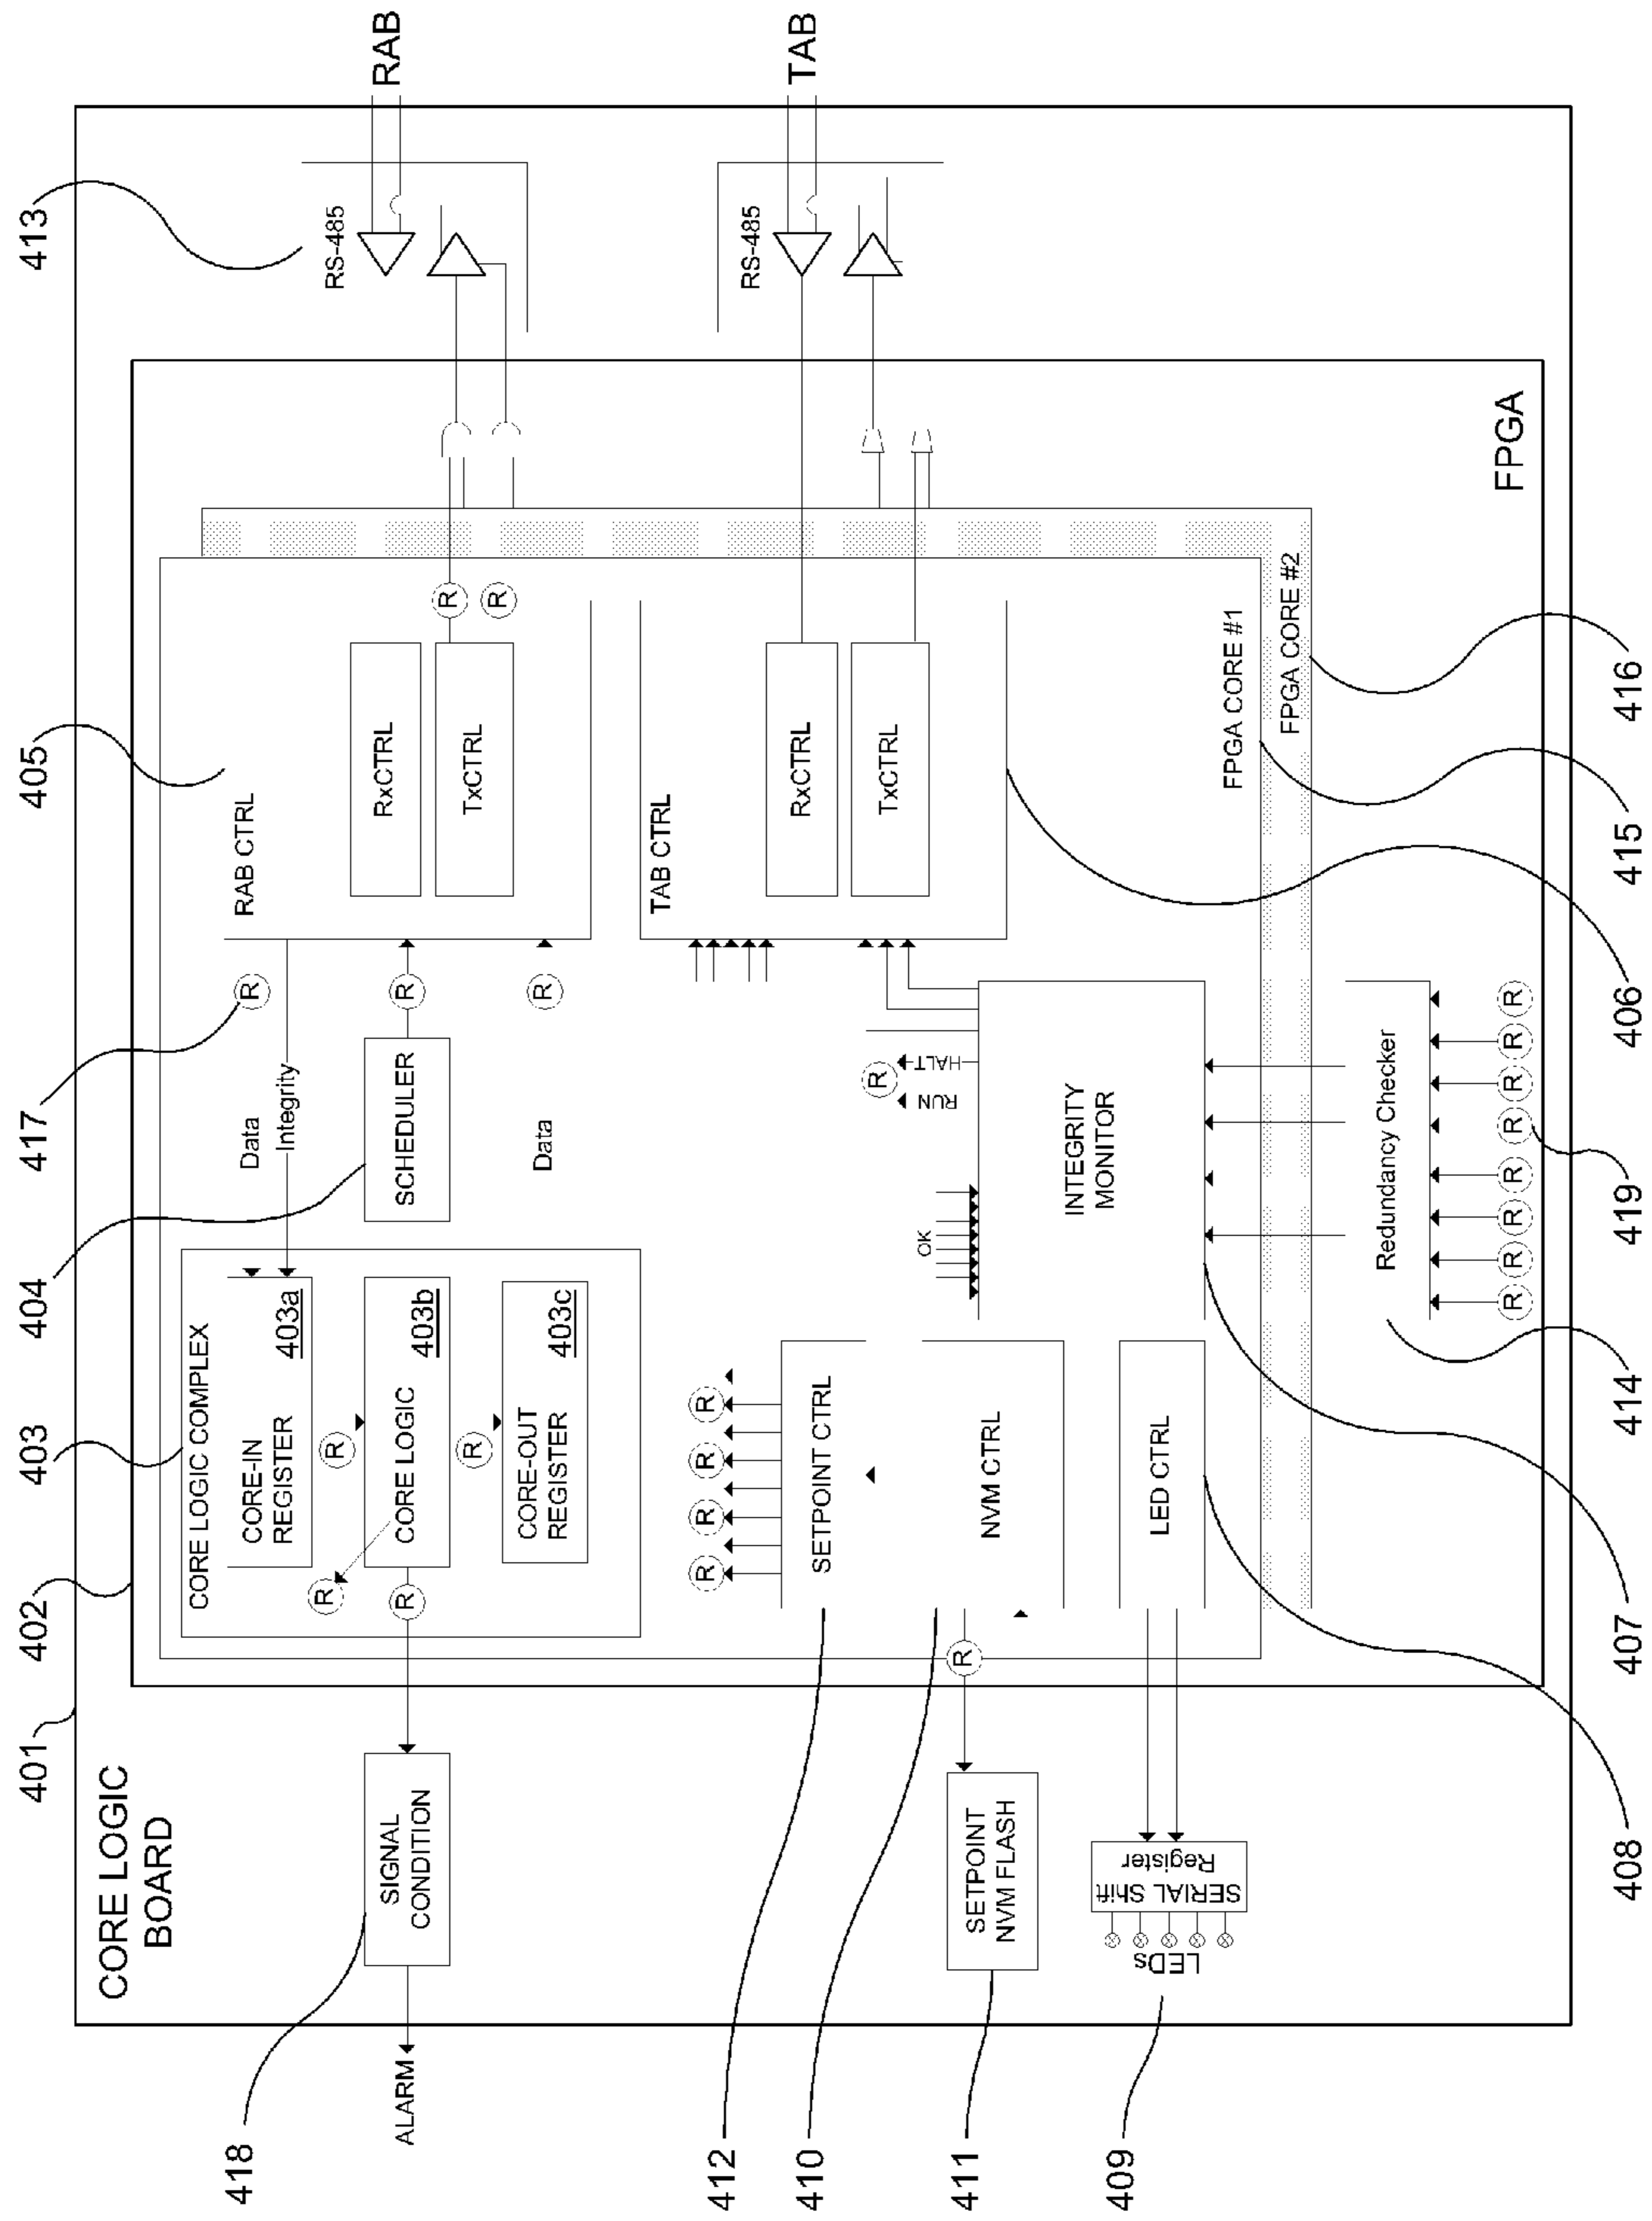 CORE LOGIC
BOARD
401
402
403
404
417
405
413
CORE LOGIC COMPLEX
CORE-IN
REGISTER
403a
R
R
CORE LOGIC
403b
R
R
CORE-OUT
REGISTER
403c
Data
Integrity
R
SCHEDULER
R
Data
R
RAB CTRL
RxCTRL
TxCTRL
R
R
RS-485
RAB
SIGNAL
CONDITION
ALARM
418
TAB CTRL
RxCTRL
TxCTRL
RS-485
TAB
R
R
R
R
SETPOINT CTRL
NVM CTRL
R
SETPOINT
NVM FLASH
LED CTRL
SERIAL Shift
Register
LEDs
OK
RUN
HALT
R
INTEGRITY
MONITOR
FPGA CORE #1
FPGA CORE #2
Redundancy Checker
R
R
R
R
R
R
R
R
FPGA
412
410
411
409
408
407
414
419
406
415
416